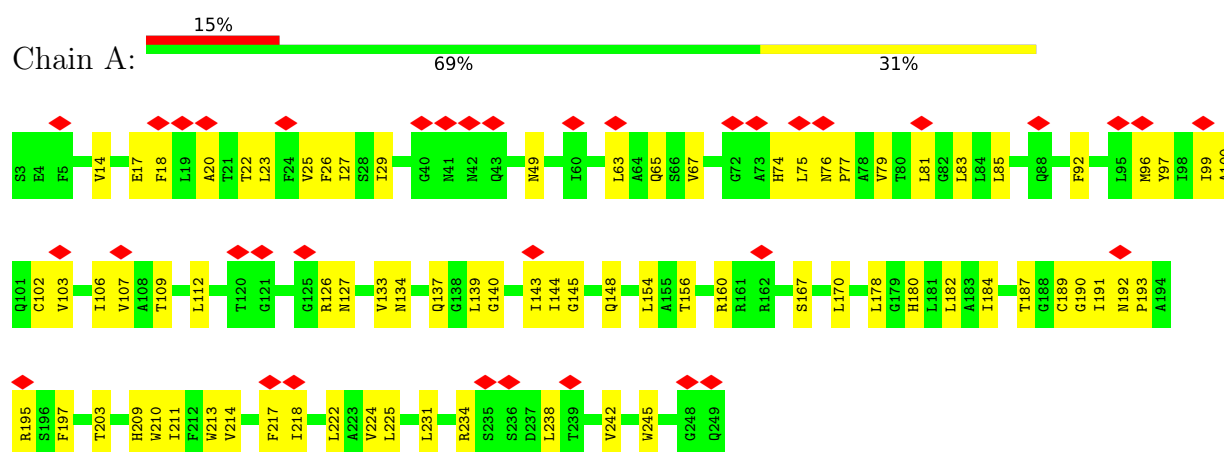 15%
Chain A:
69% 31%
S3 E4 F5 V14 E17 F18 L19 A20 T21 T22 L23 F24 V25 F26 I27 S28 I29 G40 N41 N42 Q43 N49 I60 L63 A64 Q65 S66 V67 G72 A73 H74 L75 N76 P77 A78 V79 T80 L81 G82 L83 L84 L85 Q88 F92 L95 M96 Y97 I98 I99 A100
Q101 C102 V103 I106 V107 A108 T109 L112 T120 G121 G125 R126 N127 V133 N134 Q137 G138 L139 G140 I143 I144 G145 Q148 L154 A155 T156 R160 R161 R162 S167 L170 L178 G179 H180 L181 L182 A183 I184 T187 G188 C189 G190 I191 N192 P193 A194
R195 S196 F197 T203 H209 W210 I211 F212 W213 V214 F217 I218 L222 A223 V224 L225 L231 R234 S235 S236 D237 L238 T239 V242 W245 G248 Q249